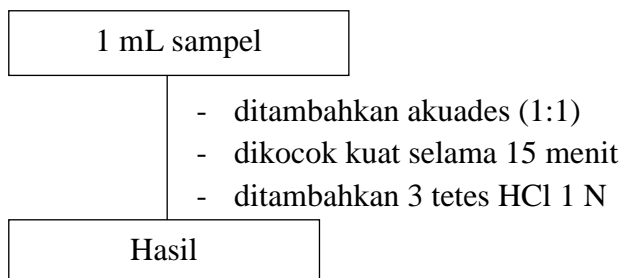 1 mL sampel
- ditambahkan akuades (1:1)
- dikocok kuat selama 15 menit
- ditambahkan 3 tetes HCl 1 N
Hasil